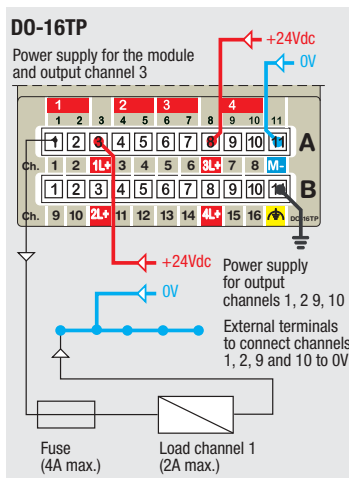 DO-16TP
Power supply for the module
and output channel 3
+24Vdc
0V
1 2 3 4
1 2 3 4 5 6 7 8 9 10 11
1 2 3 4 5 6 7 8 9 10 11 A
Ch. 1 2 1L+ 3 4 5 6 3L+ 7 8 M-
1 2 3 4 5 6 7 8 9 10 11 B
Ch. 9 10 2L+ 11 12 13 14 4L+ 15 16 DO-16TP
+24Vdc
0V
Power supply
for output
channels 1, 2 9, 10
External terminals
to connect channels
1, 2, 9 and 10 to 0V
Fuse
(4A max.)
Load channel 1
(2A max.)